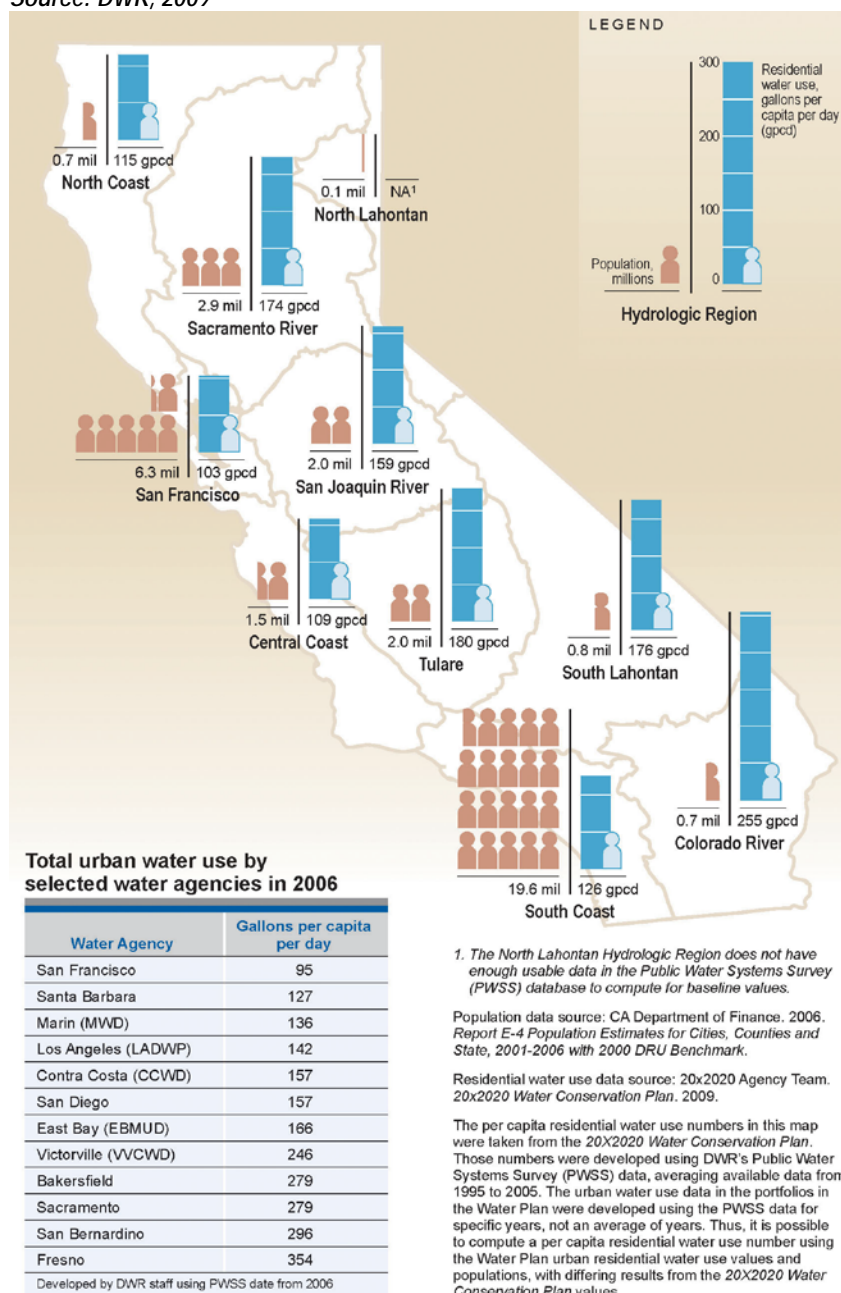 Source: DWR, 2009
LEGEND
300
200
100
0
Residential
water use,
gallons per
capita per day
(gpcd)
Population,
millions
Hydrologic Region
0.7 mil
115 gpcd
North Coast
0.1 mil
NA¹
North Lahontan
2.9 mil
174 gpcd
Sacramento River
6.3 mil
103 gpcd
San Francisco
2.0 mil
159 gpcd
San Joaquin River
1.5 mil
109 gpcd
Central Coast
2.0 mil
180 gpcd
Tulare
0.8 mil
176 gpcd
South Lahontan
0.7 mil
255 gpcd
Colorado River
19.6 mil
126 gpcd
South Coast
Total urban water use by
selected water agencies in 2006
Water Agency
Gallons per capita
per day
San Francisco 95
Santa Barbara 127
Marin (MWD) 136
Los Angeles (LADWP) 142
Contra Costa (CCWD) 157
San Diego 157
East Bay (EBMUD) 166
Victorville (VVCWD) 246
Bakersfield 279
Sacramento 279
San Bernardino 296
Fresno 354
Developed by DWR staff using PWSS date from 2006
1. The North Lahontan Hydrologic Region does not have
enough usable data in the Public Water Systems Survey
(PWSS) database to compute for baseline values.
Population data source: CA Department of Finance. 2006.
Report E-4 Population Estimates for Cities, Counties and
State, 2001-2006 with 2000 DRU Benchmark.
Residential water use data source: 20x2020 Agency Team.
20x2020 Water Conservation Plan. 2009.
The per capita residential water use numbers in this map
were taken from the 20X2020 Water Conservation Plan.
Those numbers were developed using DWR's Public Water
Systems Survey (PWSS) data, averaging available data from
1995 to 2005. The urban water use data in the portfolios in
the Water Plan were developed using the PWSS data for
specific years, not an average of years. Thus, it is possible
to compute a per capita residential water use number using
the Water Plan urban residential water use values and
populations, with differing results from the 20X2020 Water
Conservation Plan values.